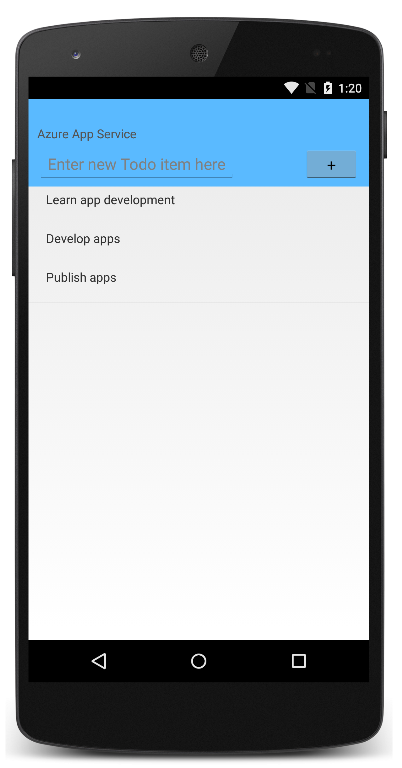 1:20
Azure App Service
Enter new Todo item here
+
Learn app development
Develop apps
Publish apps